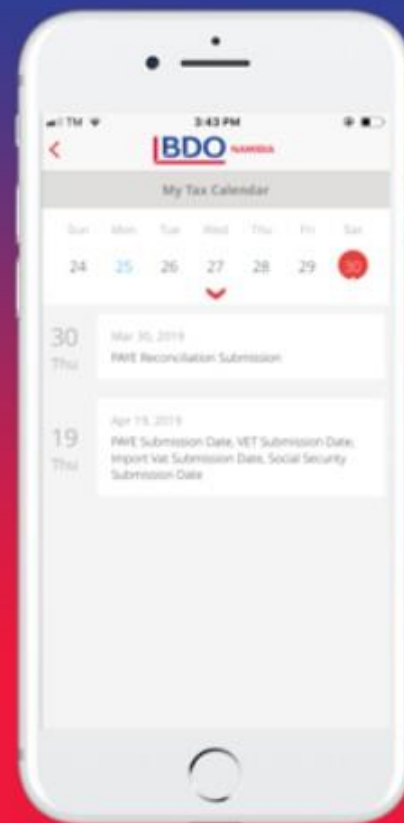 TM 3:43 PM
BDO NAMIBIA
My Tax Calendar
Sun Mon Tue Wed Thu Fri Sat
24 25 26 27 28 29 30
30 Mar 30, 2019
Thu PAYE Reconciliation Submission
Apr 19, 2019
19 PAYE Submission Date, VET Submission Date,
Thu Import Vat Submission Date, Social Security
Submission Date